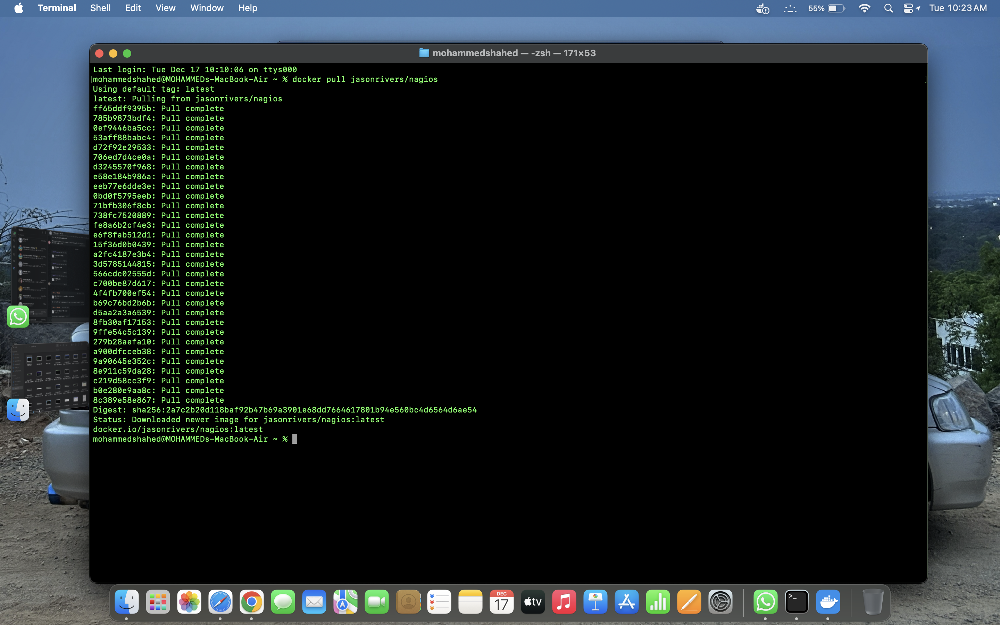 Terminal Shell Edit View Window Help 55% Tue 10:23 AM
mohammedshahed — -zsh — 171×53
Last login: Tue Dec 17 10:10:06 on ttys000
[mohammedshahed@MOHAMMEDs-MacBook-Air ~ % docker pull jasonrivers/nagios ]
Using default tag: latest
latest: Pulling from jasonrivers/nagios
ff65ddf9395b: Pull complete
785b9873bdf4: Pull complete
0ef9446ba5cc: Pull complete
53aff88babc4: Pull complete
d72f92e29533: Pull complete
706ed7d4ce0a: Pull complete
d3245570f968: Pull complete
e58e184b986a: Pull complete
eeb77e6dde3e: Pull complete
0bd0f5795eeb: Pull complete
71bfb306f8cb: Pull complete
738fc7520889: Pull complete
fe8a6b2cf4e3: Pull complete
e6f8fab512d1: Pull complete
15f36d0b0439: Pull complete
a2fc4187e3b4: Pull complete
3d5785144815: Pull complete
566cdc02555d: Pull complete
c700be87d617: Pull complete
4f4fb700ef54: Pull complete
b69c76bd2b6b: Pull complete
d5aa2a3a6539: Pull complete
8fb30af17153: Pull complete
9ffe54c5c139: Pull complete
279b28aefa10: Pull complete
a900dfcceb38: Pull complete
9a90645e352c: Pull complete
8e911c59da28: Pull complete
c219d58cc3f9: Pull complete
b0e280e9aa8c: Pull complete
8c389e58e867: Pull complete
Digest: sha256:2a7c2b20d118baf92b47b69a3901e68dd7664617801b94e560bc4d6564d6ae54
Status: Downloaded newer image for jasonrivers/nagios:latest
docker.io/jasonrivers/nagios:latest
mohammedshahed@MOHAMMEDs-MacBook-Air ~ %
DEC
17
tv
>_